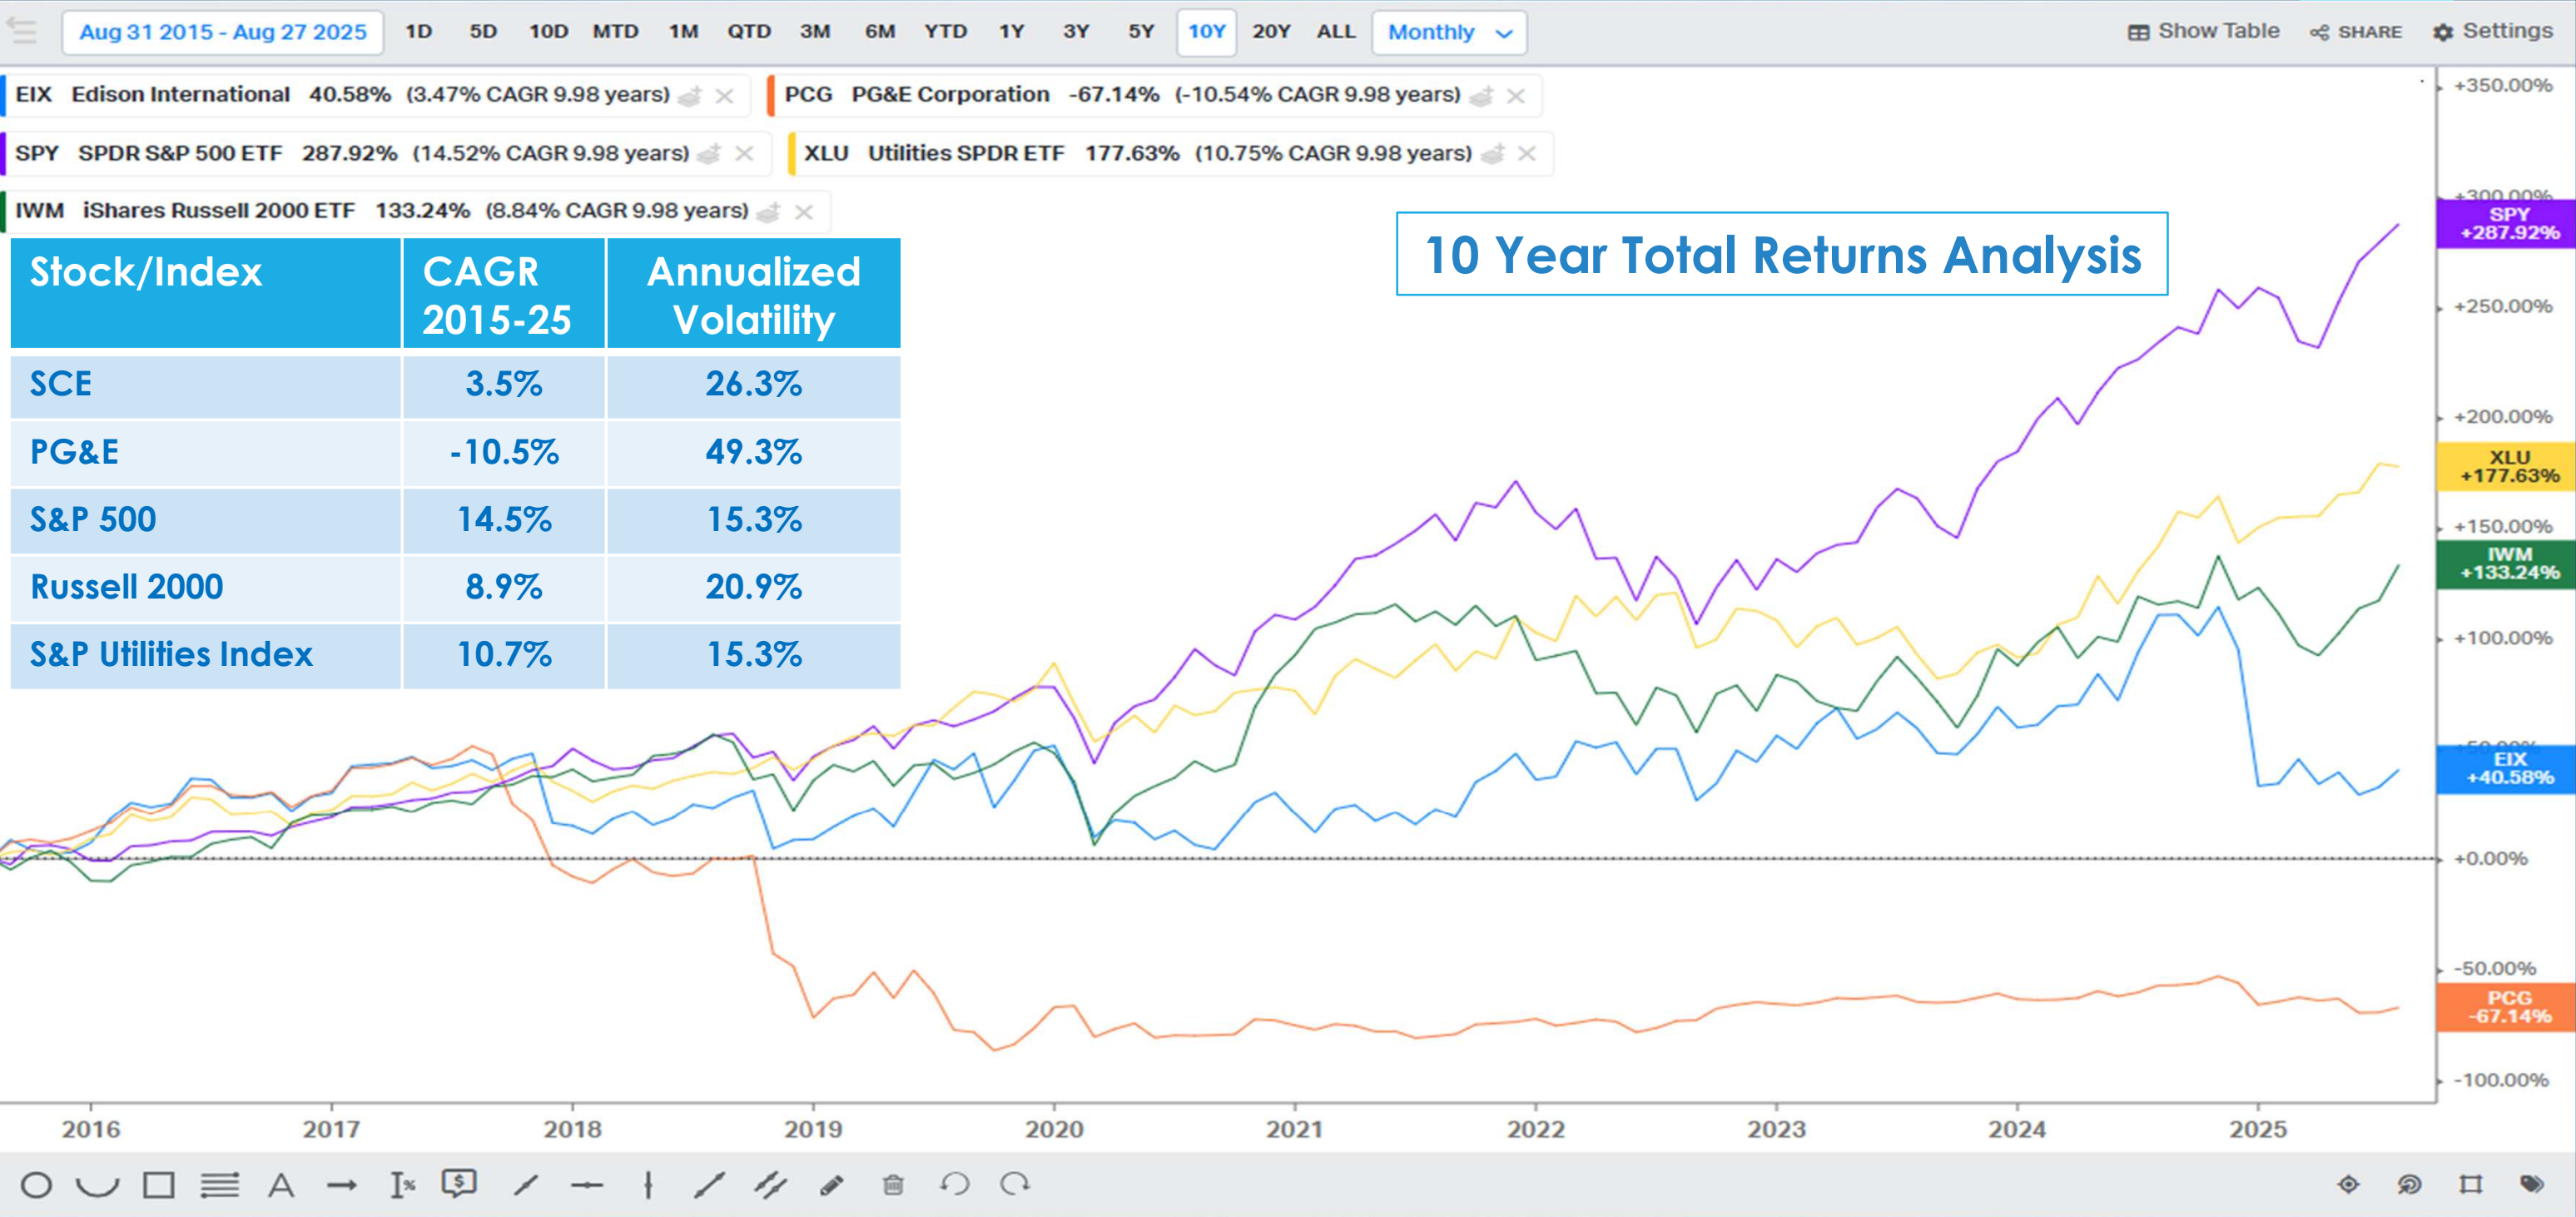 Aug 31 2015 - Aug 27 2025 1D 5D 10D MTD 1M QTD 3M 6M YTD 1Y 3Y 5Y 10Y 20Y ALL Monthly Show Table SHARE Settings
EIX Edison International 40.58% (3.47% CAGR 9.98 years) PCG PG&E Corporation -67.14% (-10.54% CAGR 9.98 years)
SPY SPDR S&P 500 ETF 287.92% (14.52% CAGR 9.98 years) XLU Utilities SPDR ETF 177.63% (10.75% CAGR 9.98 years)
IWM iShares Russell 2000 ETF 133.24% (8.84% CAGR 9.98 years)
10 Year Total Returns Analysis
Stock/Index CAGR 2015-25 Annualized Volatility
SCE 3.5% 26.3%
PG&E -10.5% 49.3%
S&P 500 14.5% 15.3%
Russell 2000 8.9% 20.9%
S&P Utilities Index 10.7% 15.3%
+350.00%
+300.00%
SPY
+287.92%
+250.00%
+200.00%
XLU
+177.63%
+150.00%
IWM
+133.24%
+100.00%
+50.00%
EIX
+40.58%
+0.00%
-50.00%
PCG
-67.14%
-100.00%
2016 2017 2018 2019 2020 2021 2022 2023 2024 2025